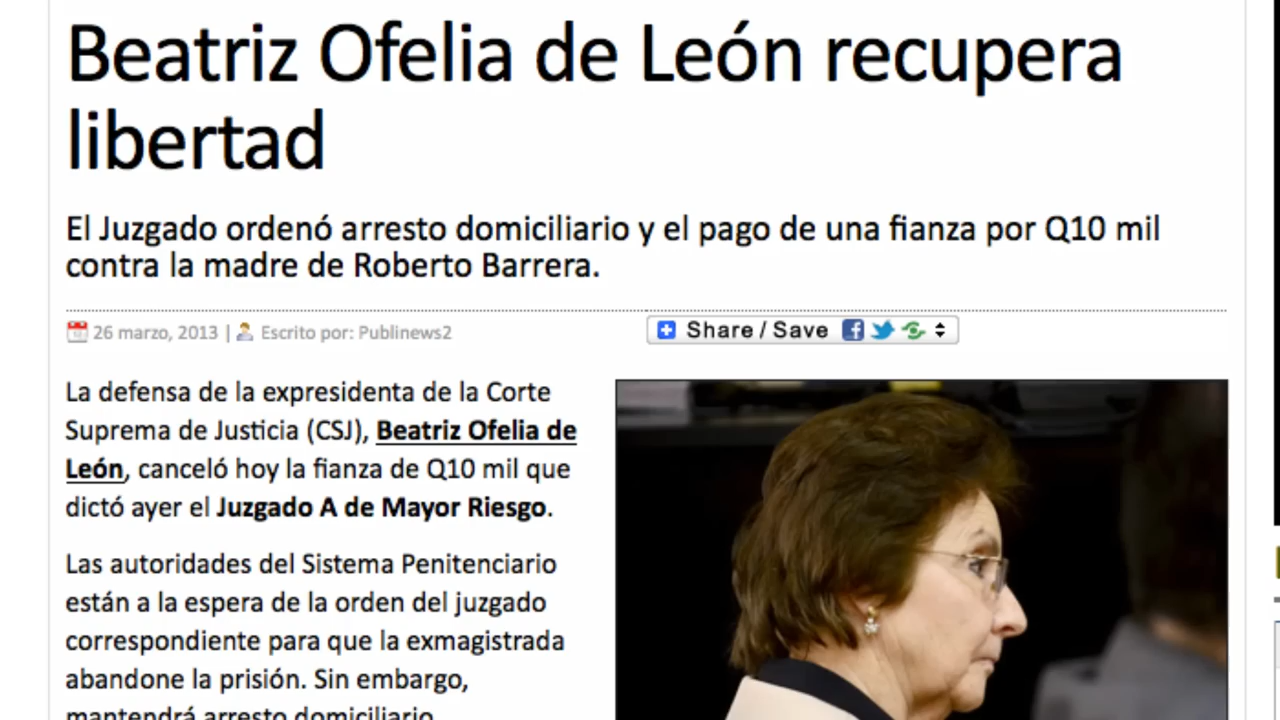 Beatriz Ofelia de León recupera
libertad
El Juzgado ordenó arresto domiciliario y el pago de una fianza por Q10 mil
contra la madre de Roberto Barrera.
26 marzo, 2013 | Escrito por: Publinews2
Share / Save
La defensa de la expresidenta de la Corte
Suprema de Justicia (CSJ), Beatriz Ofelia de
León, canceló hoy la fianza de Q10 mil que
dictó ayer el Juzgado A de Mayor Riesgo.
Las autoridades del Sistema Penitenciario
están a la espera de la orden del juzgado
correspondiente para que la exmagistrada
abandone la prisión. Sin embargo,
mantendrá arresto domiciliario